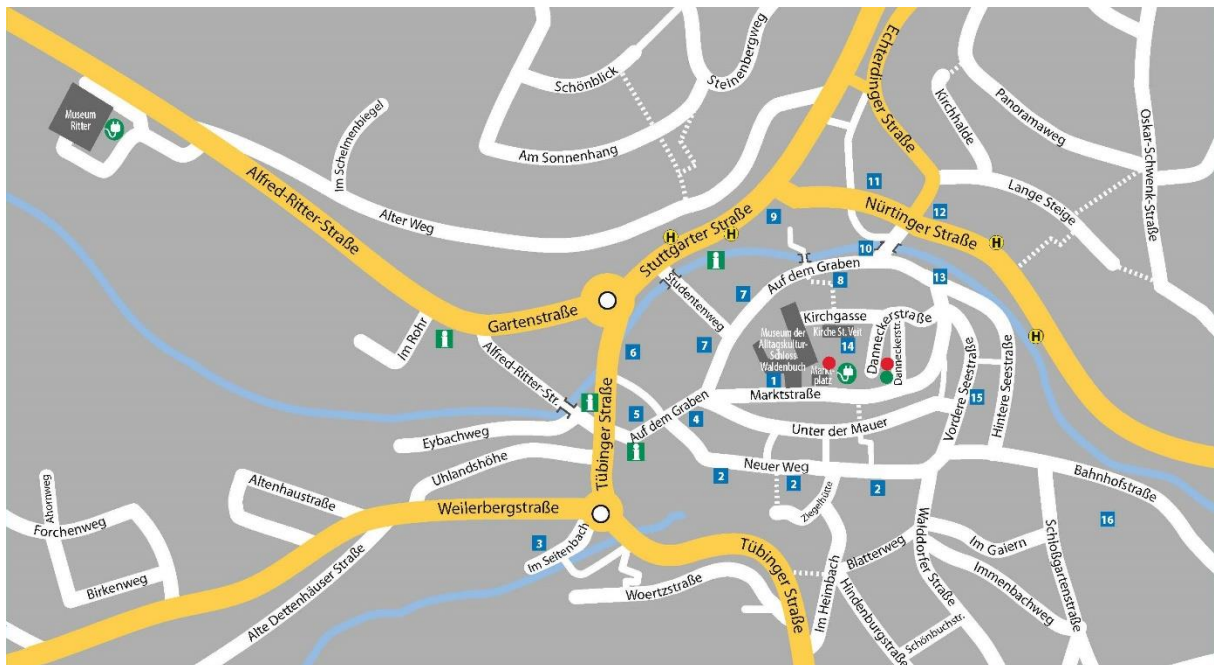 Museum
Ritter
Im Schelmenbiegel
Alfred-Ritter-Straße
Alter Weg
Schönblick
Steinenbergweg
Am Sonnenhang
Echterdinger Straße
Kirchhalde
Panoramaweg
Oskar-Schwenk-Straße
Lange Steige
11
12
Nürtinger Straße
9
H
H
H
Stuttgarter Straße
10
i
Auf dem Graben
8
13
7
Studentenweg
Gartenstraße
Im Rohr
i
Kirchgasse
Kirche St. Veit
14
Danneckerstraße
Danneckerstr.
Museum der
Alltagskultur-
Schloss
Waldenbuch
Markt-
platz
1
7
6
H
Vordere Seestraße
Hintere Seestraße
15
Marktstraße
Alfred-Ritter-Str.
i
Tübinger Straße
5
Auf dem Graben
4
Unter der Mauer
Eybachweg
i
Uhlandshöhe
Neuer Weg
2
2
2
Ziegelhütte
Bahnhofstraße
16
Altenhaustraße
Ahornweg
Forchenweg
Birkenweg
Weilerbergstraße
Alte Dettenhäuser Straße
3
Im Seitenbach
Woertzstraße
Tübinger Straße
Blatterweg
Im Heimbach
Hindenburgstraße
Walddorfer Straße
Schönbuchstr.
Im Gaiern
Immenbachweg
Schloßgartenstraße